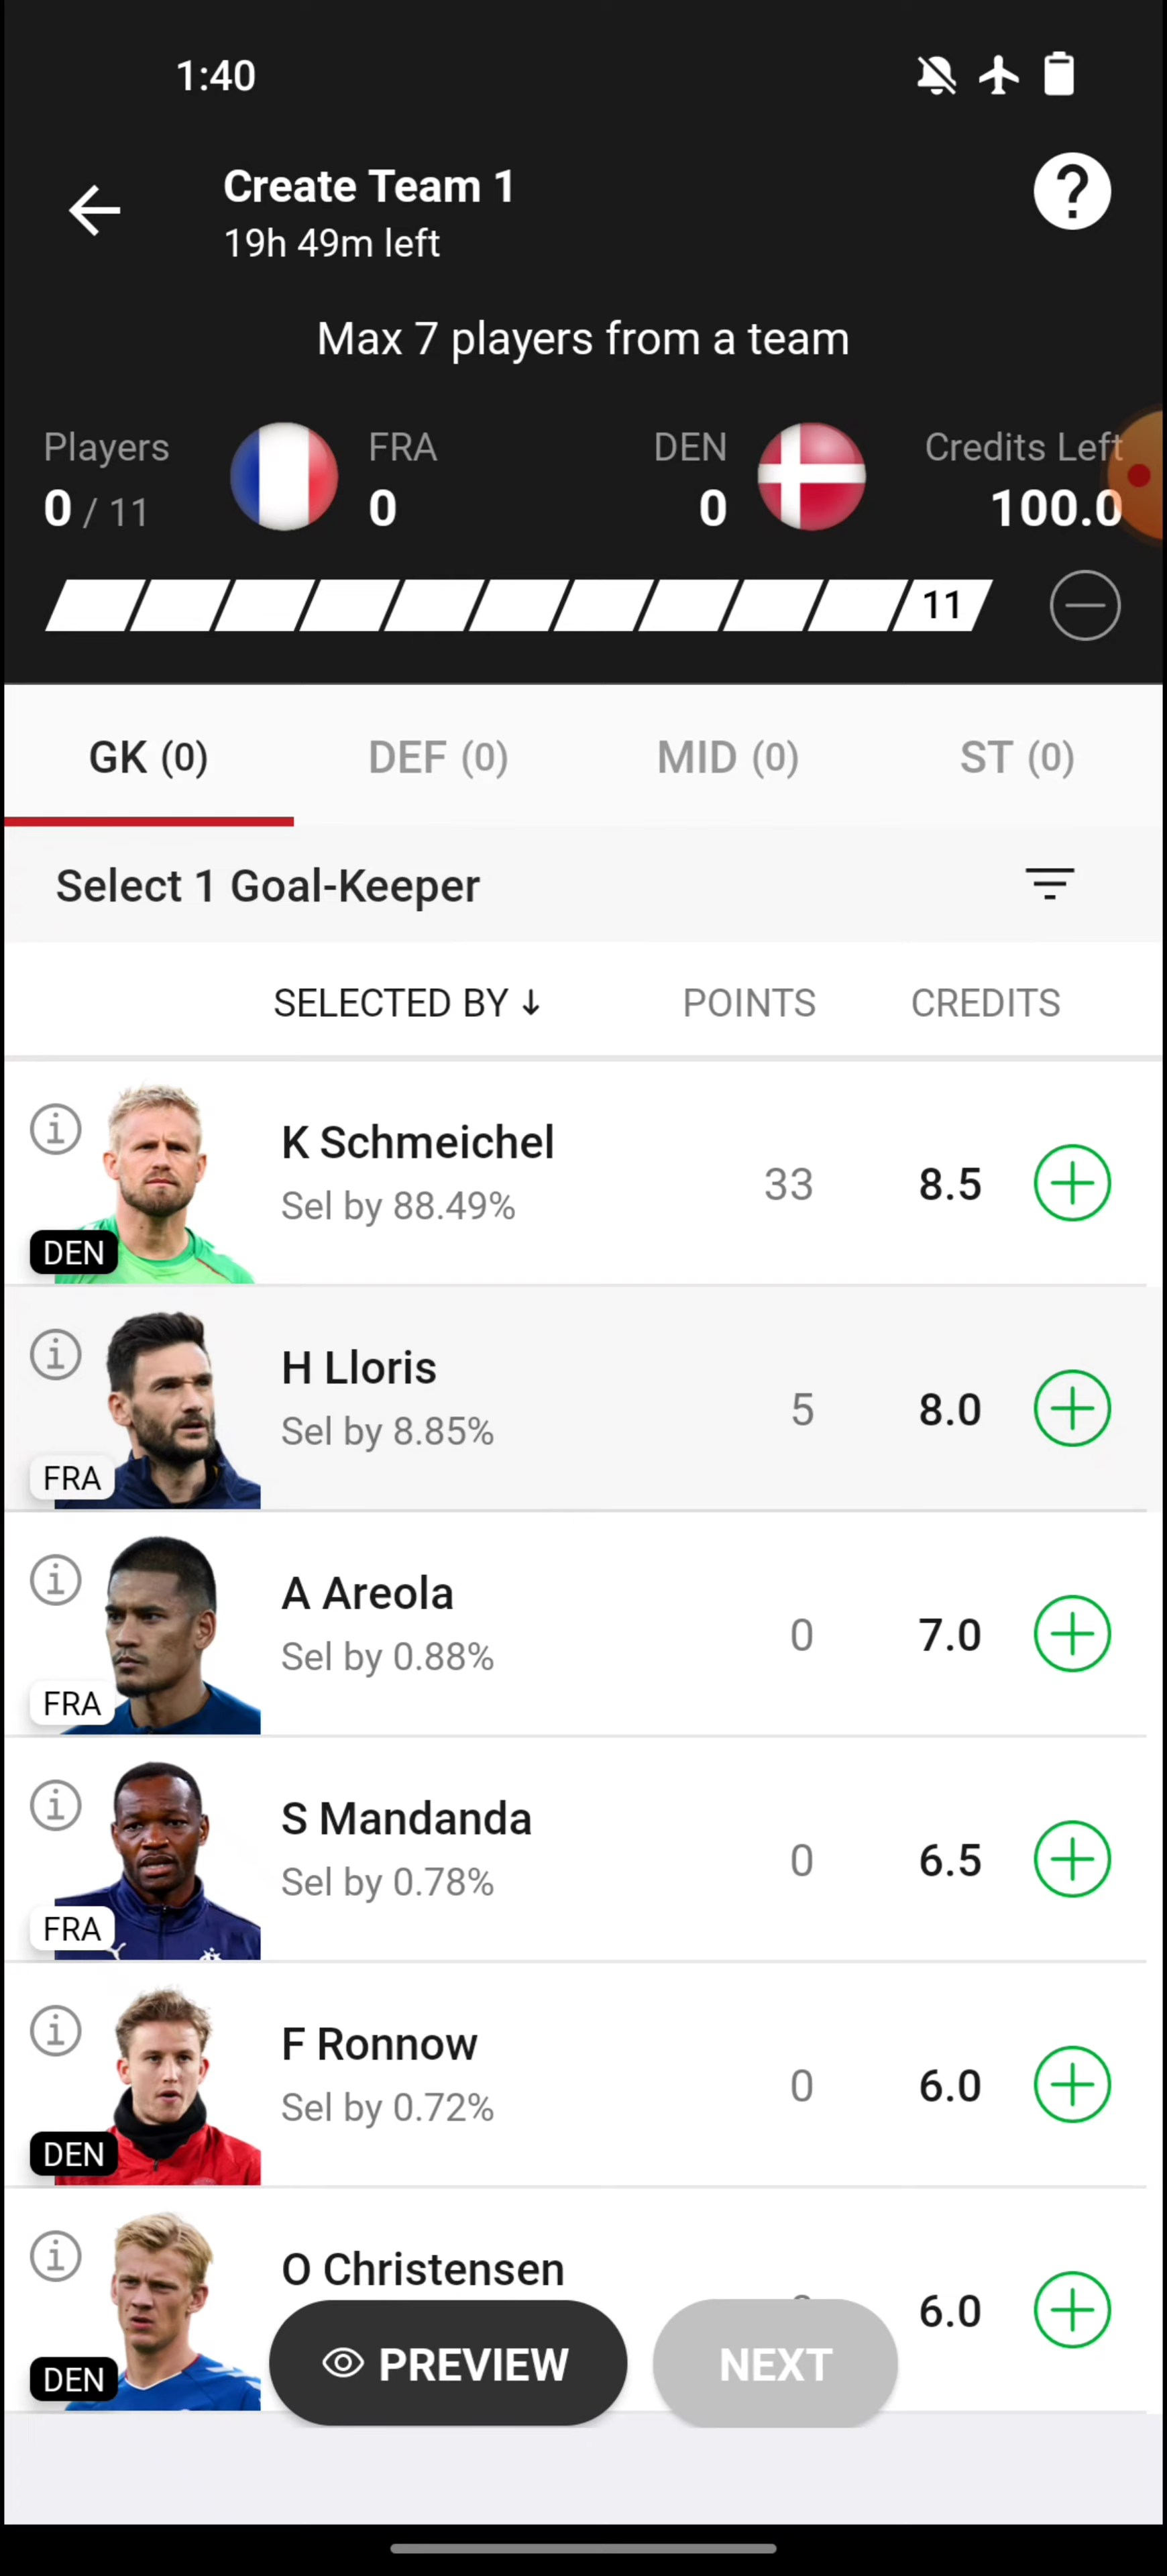 1:40
Create Team 1
19h 49m left
Max 7 players from a team
Players FRA DEN Credits Left
0 / 11 0 0 100.0
11
GK (0) DEF (0) MID (0) ST (0)
Select 1 Goal-Keeper
SELECTED BY ↓ POINTS CREDITS
K Schmeichel
Sel by 88.49% 33 8.5
DEN
H Lloris
Sel by 8.85% 5 8.0
FRA
A Areola
Sel by 0.88% 0 7.0
FRA
S Mandanda
Sel by 0.78% 0 6.5
FRA
F Ronnow
Sel by 0.72% 0 6.0
DEN
O Christensen
6.0
DEN
PREVIEW NEXT